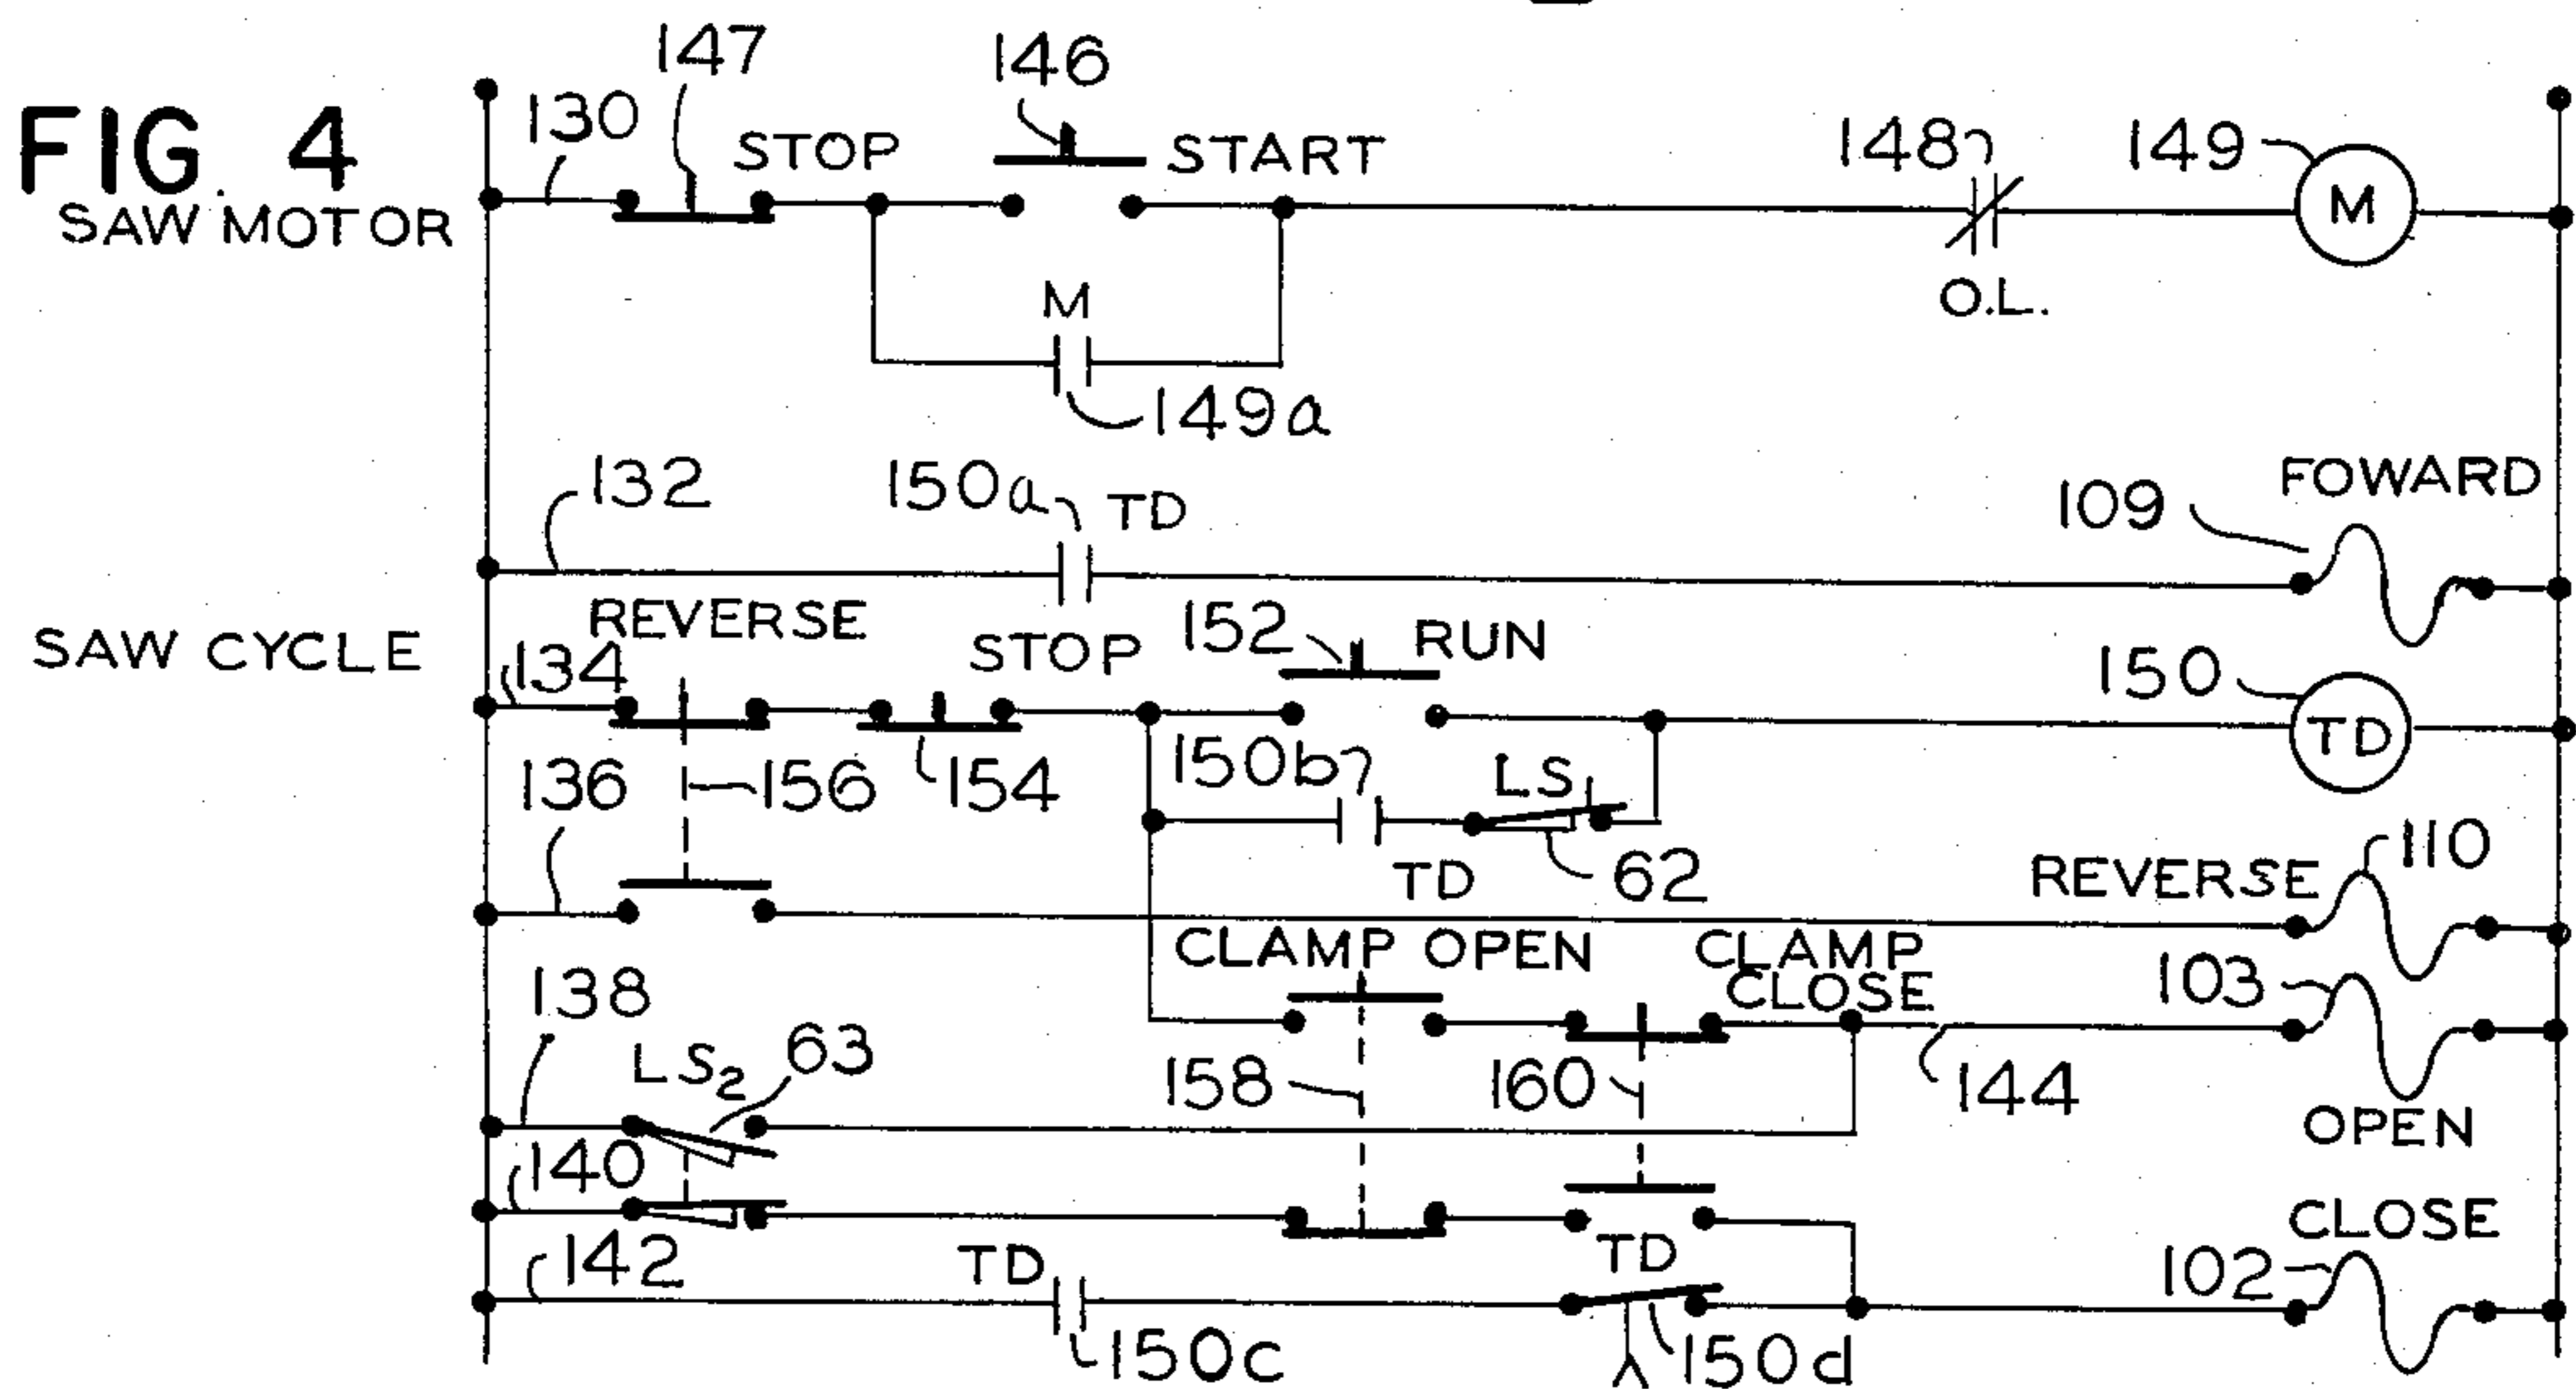 FIG. 4
SAW MOTOR
130
147
STOP
146
START
148
O.L.
149
M
M
149a
132
150a
TD
109
FOWARD
SAW CYCLE
134
REVERSE
156
154
STOP
152
RUN
150
TD
150b
TD
LS1
62
136
REVERSE
110
CLAMP OPEN
CLAMP
CLOSE
103
OPEN
144
138
LS2
63
158
160
140
142
TD
150c
TD
150d
CLOSE
102